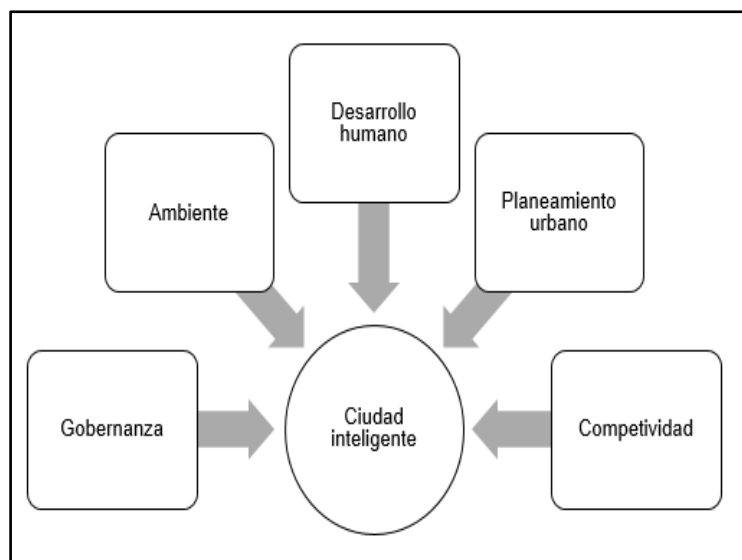 Desarrollo
humano
Ambiente
Planeamiento
urbano
Gobernanza
Ciudad
inteligente
Competividad